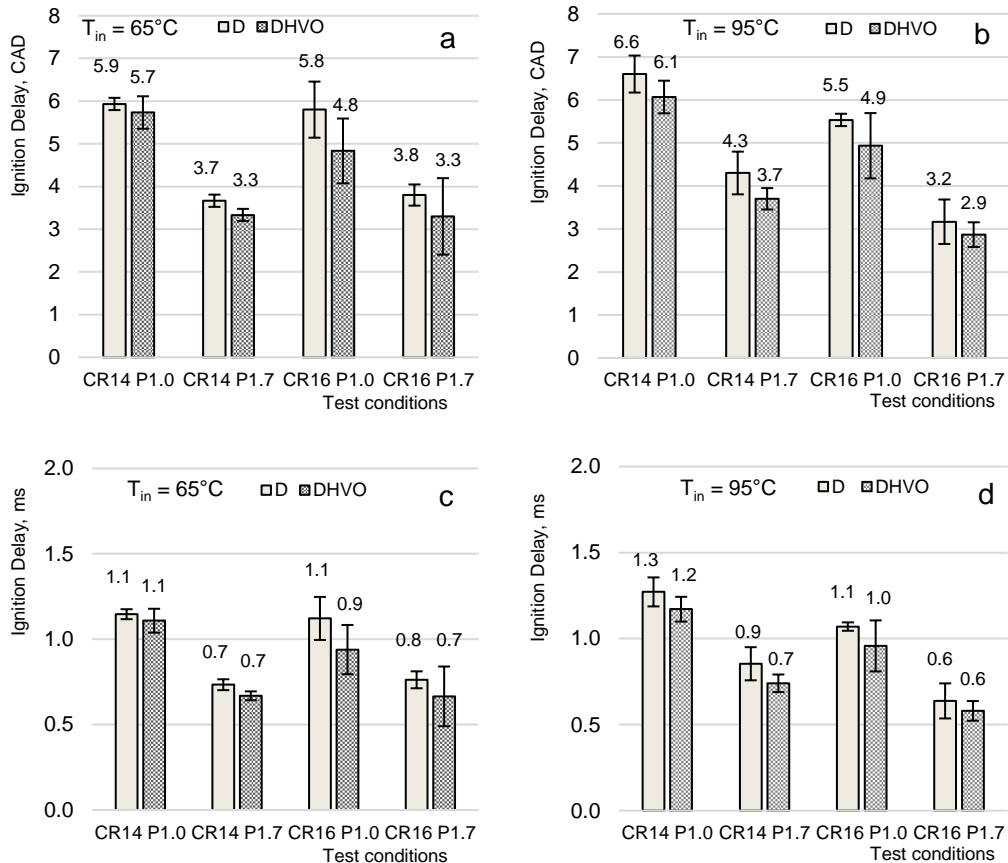 Ignition Delay, CAD
T_in = 65°C D DHVO
a
8
7
6
5
4
3
2
1
0
5.9 5.7 3.7 3.3 5.8 4.8 3.8 3.3
CR14 P1.0 CR14 P1.7 CR16 P1.0 CR16 P1.7
Test conditions
Ignition Delay, CAD
T_in = 95°C D DHVO
b
8
7
6
5
4
3
2
1
0
6.6 6.1 4.3 3.7 5.5 4.9 3.2 2.9
CR14 P1.0 CR14 P1.7 CR16 P1.0 CR16 P1.7
Test conditions
Ignition Delay, ms
T_in = 65°C D DHVO
c
2.0
1.5
1.0
0.5
0.0
1.1 1.1 0.7 0.7 1.1 0.9 0.8 0.7
CR14 P1.0 CR14 P1.7 CR16 P1.0 CR16 P1.7
Test conditions
Ignition Delay, ms
T_in = 95°C D DHVO
d
2.0
1.5
1.0
0.5
0.0
1.3 1.2 0.9 0.7 1.1 1.0 0.6 0.6
CR14 P1.0 CR14 P1.7 CR16 P1.0 CR16 P1.7
Test conditions